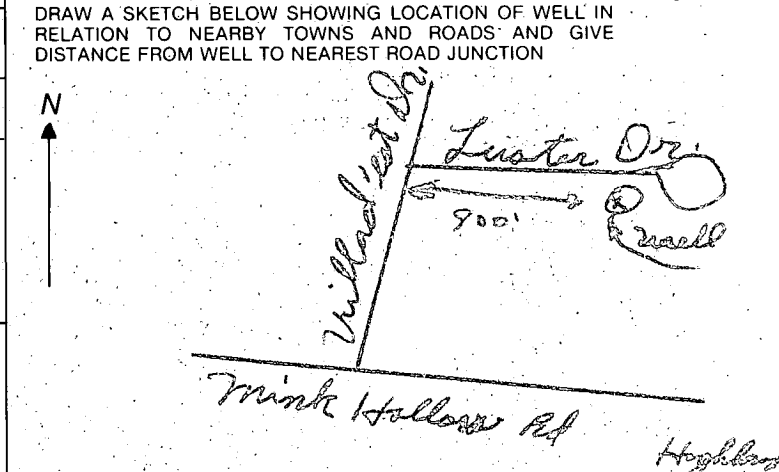 DRAW A SKETCH BELOW SHOWING LOCATION OF WELL IN
RELATION TO NEARBY TOWNS AND ROADS AND GIVE
DISTANCE FROM WELL TO NEAREST ROAD JUNCTION
N
Dr.
Luster Dr.
900'
well
Mink Hollow Rd